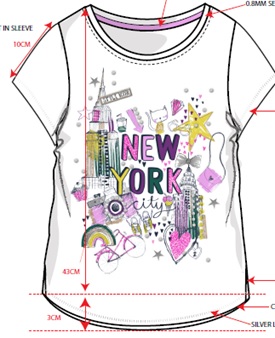 0.8MM SE
T IN SLEEVE
10CM
NEW
YORK
city
43CM
3CM
C
SILVER L